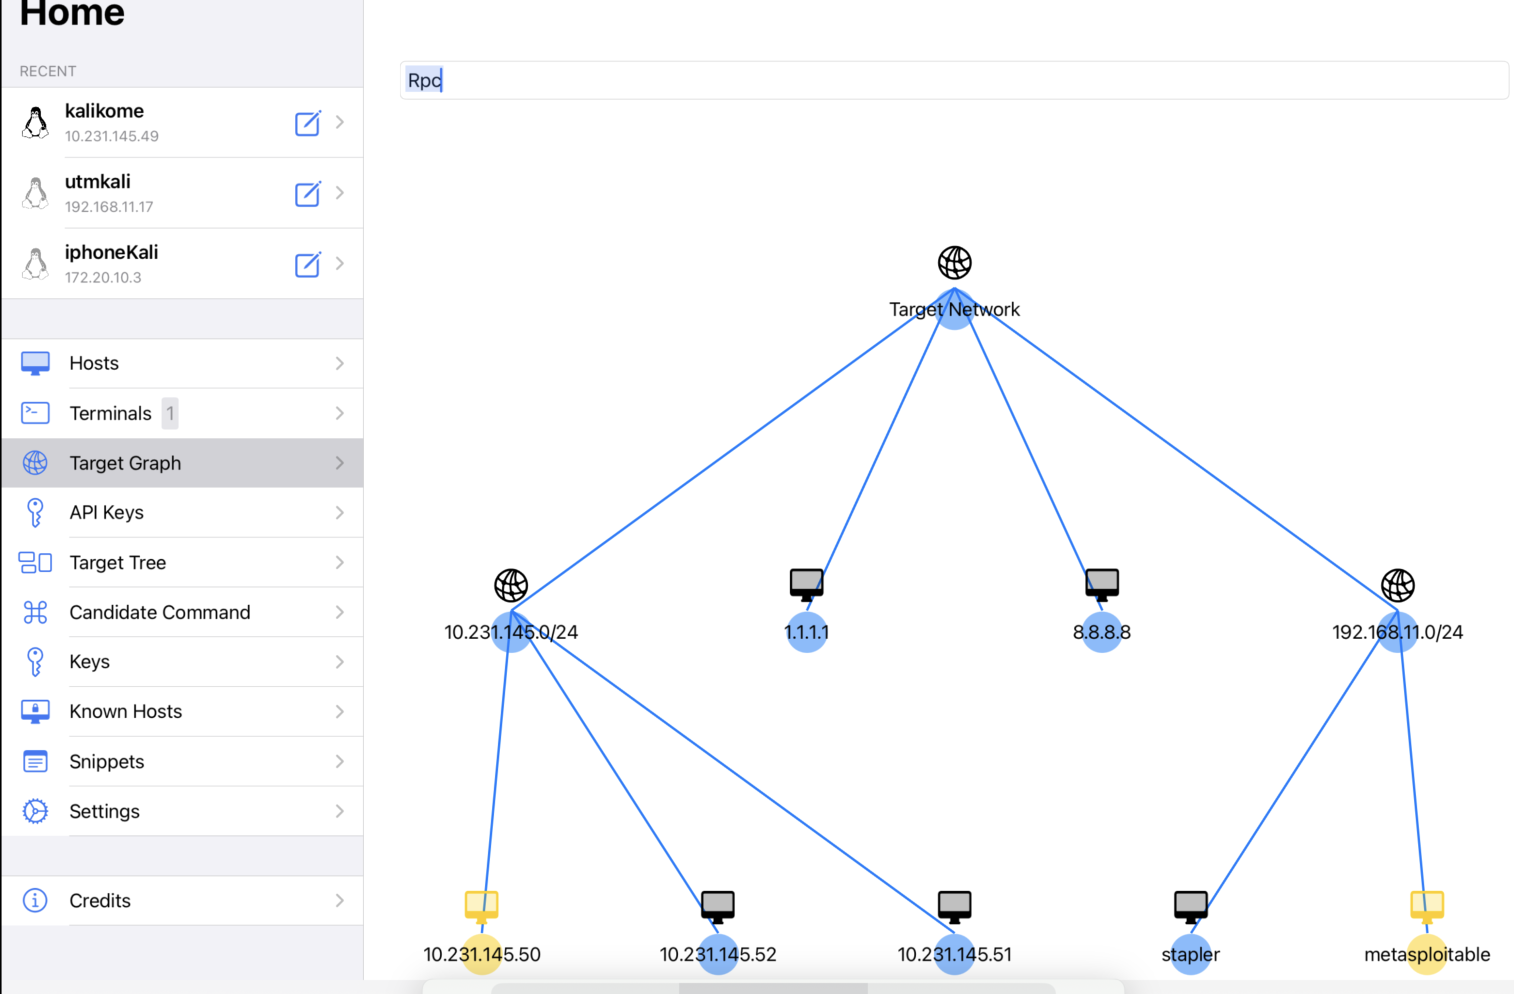 Home
RECENT
kalikome
10.231.145.49
utmkali
192.168.11.17
iphoneKali
172.20.10.3
Hosts
Terminals 1
Target Graph
API Keys
Target Tree
Candidate Command
Keys
Known Hosts
Snippets
Settings
Credits
Rpc
Target Network
10.231.145.0/24
1.1.1.1
8.8.8.8
192.168.11.0/24
10.231.145.50
10.231.145.52
10.231.145.51
stapler
metasploitable